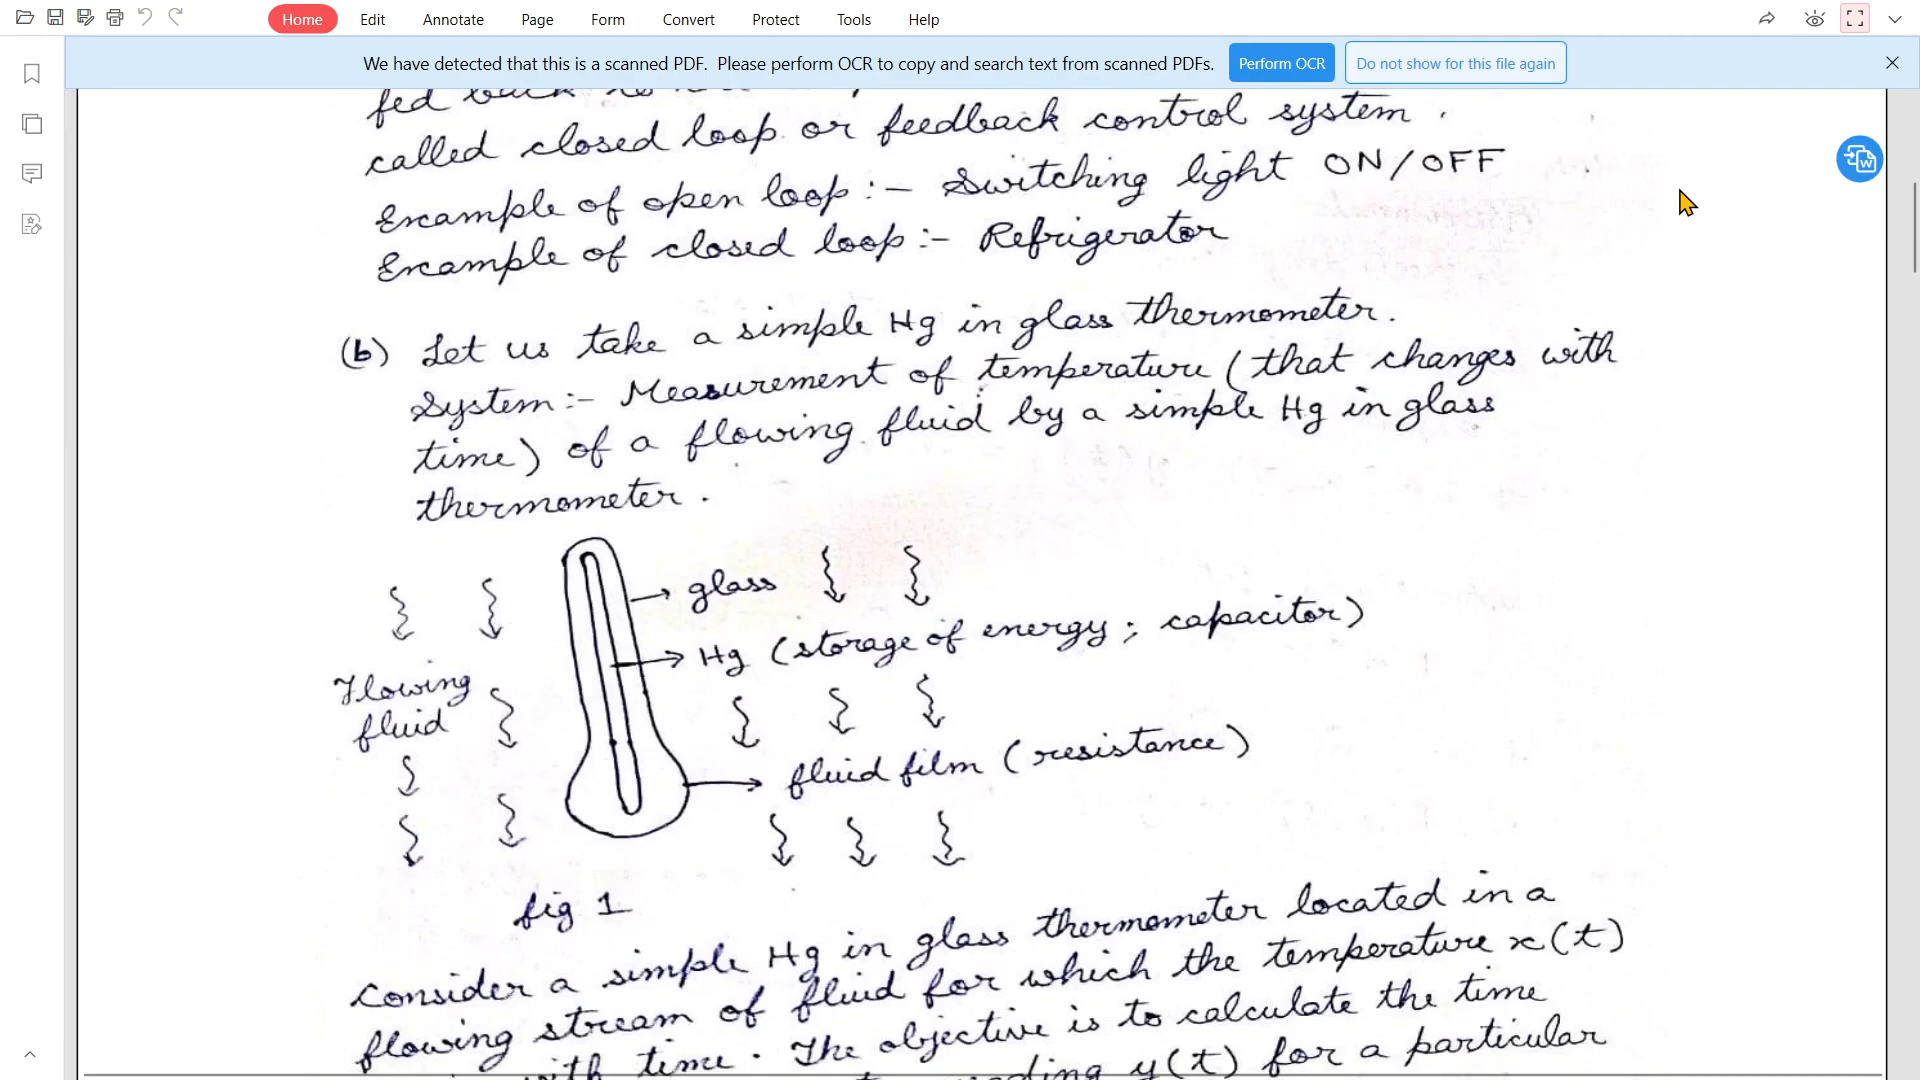 Home Edit Annotate Page Form Convert Protect Tools Help
We have detected that this is a scanned PDF. Please perform OCR to copy and search text from scanned PDFs. Perform OCR Do not show for this file again
fed back to
called closed loop or feedback control system.
Example of open loop :- Switching light ON/OFF
Example of closed loop :- Refrigerator
(b) Let us take a simple Hg in glass thermometer.
System :- Measurement of temperature (that changes with
time) of a flowing fluid by a simple Hg in glass
thermometer.
glass
Hg (storage of energy; capacitor)
Flowing
fluid
fluid film (resistance)
fig 1
Consider a simple Hg in glass thermometer located in a
flowing stream of fluid for which the temperature x(t)
with time. The objective is to calculate the time
y(t) for a particular